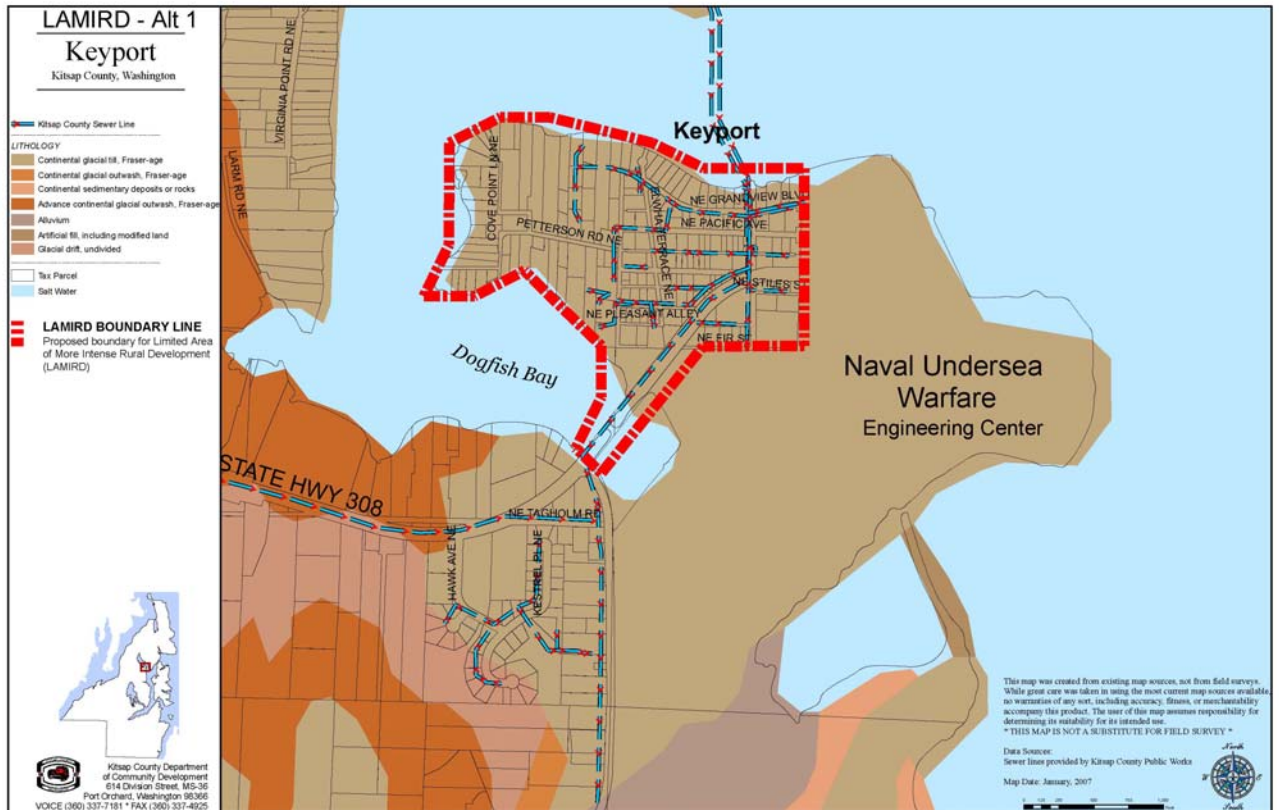 LAMIRD - Alt 1
Keyport
Kitsap County, Washington
Kitsap County Sewer Line
LITHOLOGY
Continental glacial till, Fraser-age
Continental glacial outwash, Fraser-age
Continental sedimentary deposits or rocks
Advance continental glacial outwash, Fraser-age
Alluvium
Artificial fill, including modified land
Glacial drift, undivided
Tax Parcel
Salt Water
LAMIRD BOUNDARY LINE
Proposed boundary for Limited Area
of More Intense Rural Development
(LAMIRD)
Kitsap County Department
of Community Development
614 Division Street, MS-36
Port Orchard, Washington 98366
VOICE (360) 337-7181 * FAX (360) 337-4925
VIRGINIA POINT RD NE
LARM RD NE
Keyport
COVE POINT LN NE
NE GRANDVIEW BLVD
NE PACIFIC AVE
PETTERSON RD NE
ELWHA TERRACE NE
NE STILES ST
NE PLEASANT ALLEY
NE FIR ST
Dogfish Bay
Naval Undersea
Warfare
Engineering Center
STATE HWY 308
NE TAGHOLM RD
HAWK AVE NE
KESTREL PL NE
This map was created from existing map sources, not from field surveys.
While great care was taken in using the most current map sources available,
no warranties of any sort, including accuracy, fitness, or merchantability
accompany this product. The user of this map assumes responsibility for
determining its suitability for its intended use.
* THIS MAP IS NOT A SUBSTITUTE FOR FIELD SURVEY *
Data Sources:
Sewer lines provided by Kitsap County Public Works
Map Date: January, 2007
North